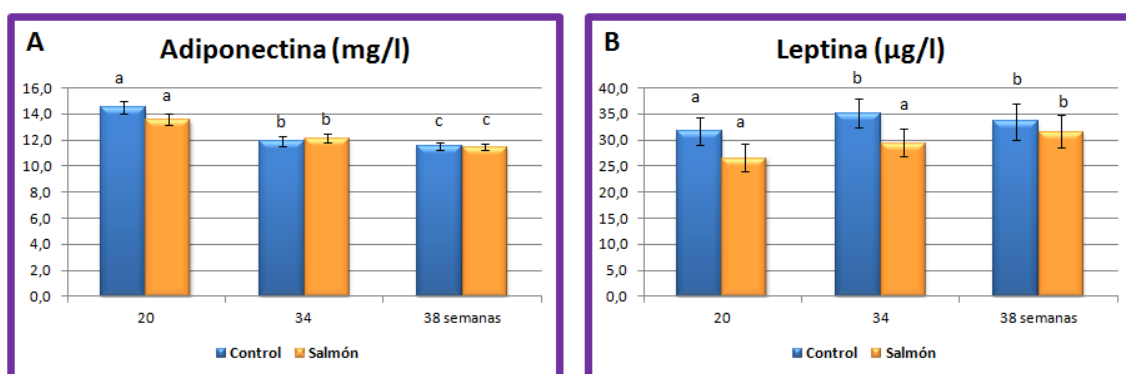 A
Adiponectina (mg/l)
16,0
14,0
12,0
10,0
8,0
6,0
4,0
2,0
0,0
a
a
b
b
c
c
20
34
38 semanas
Control
Salmón
B
Leptina (µg/l)
40,0
35,0
30,0
25,0
20,0
15,0
10,0
5,0
0,0
a
a
b
a
b
b
20
34
38 semanas
Control
Salmón